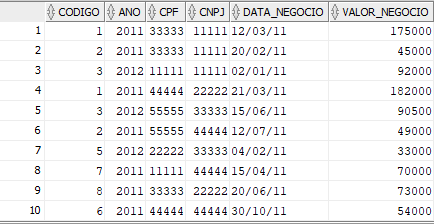 CODIGO ANO CPF CNPJ DATA_NEGOCIO VALOR_NEGOCIO
1 1 2011 33333 11111 12/03/11 175000
2 2 2011 33333 11111 20/02/11 45000
3 3 2012 11111 11111 02/01/11 92000
4 1 2011 44444 22222 21/03/11 182000
5 3 2012 55555 33333 15/06/11 90500
6 2 2011 55555 44444 12/07/11 49000
7 5 2012 22222 33333 04/02/11 33000
8 7 2011 11111 44444 15/04/11 70000
9 8 2011 33333 22222 20/06/11 73000
10 6 2011 44444 44444 30/10/11 54000